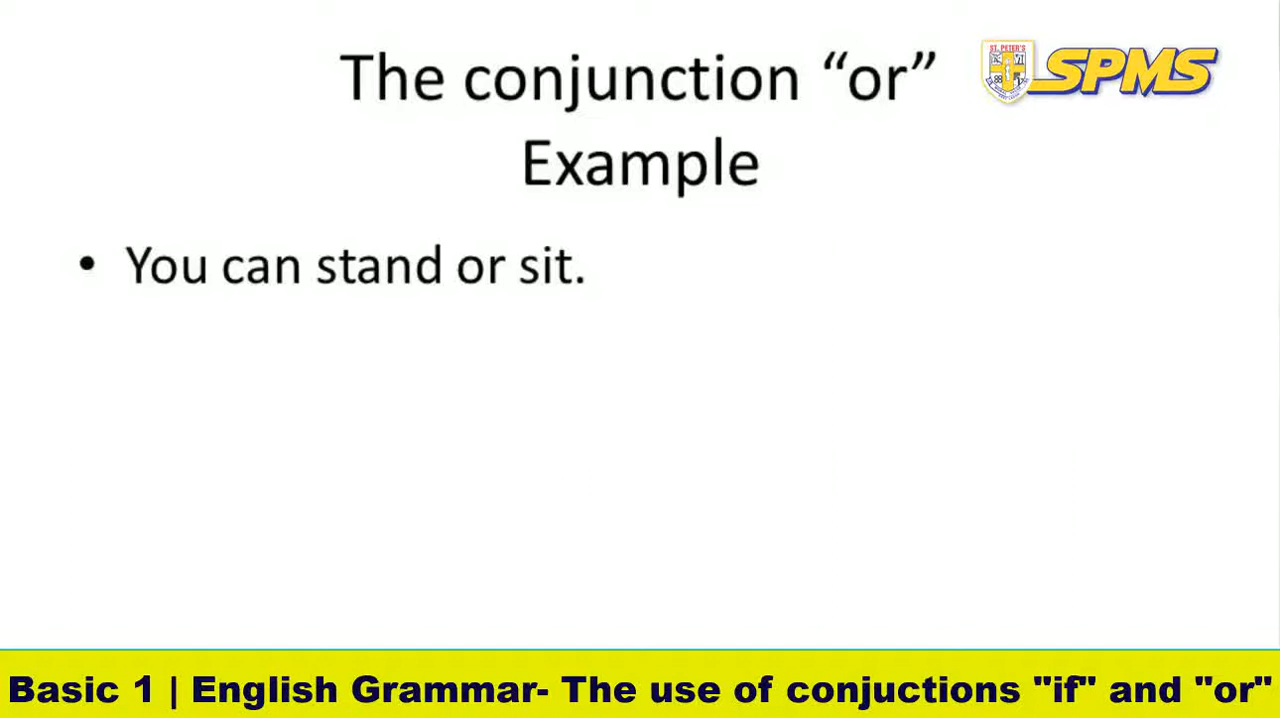 The conjunction “or”
Example
ST. PETER'S
SPMS
• You can stand or sit.
Basic 1 | English Grammar- The use of conjuctions "if" and "or"